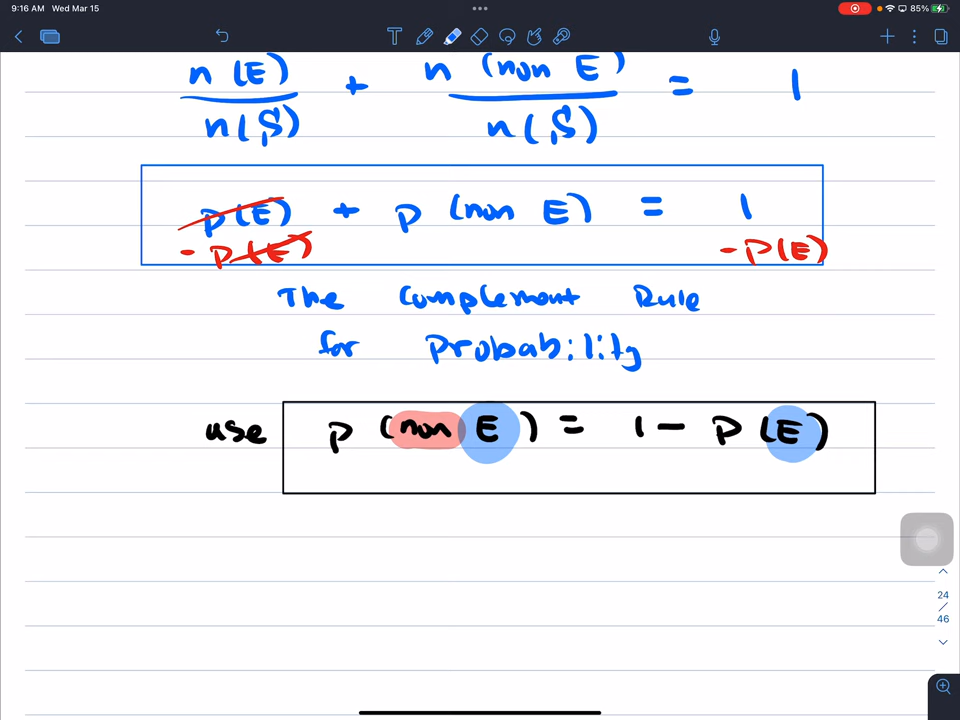 9:16 AM Wed Mar 15
85%
n(E) / n(S) + n (non E) / n(S) = 1
p(E) + p (non E) = 1
- p(E) - p(E)
The complement Rule
for probability
use p (non E) = 1 - p (E)
24 / 46